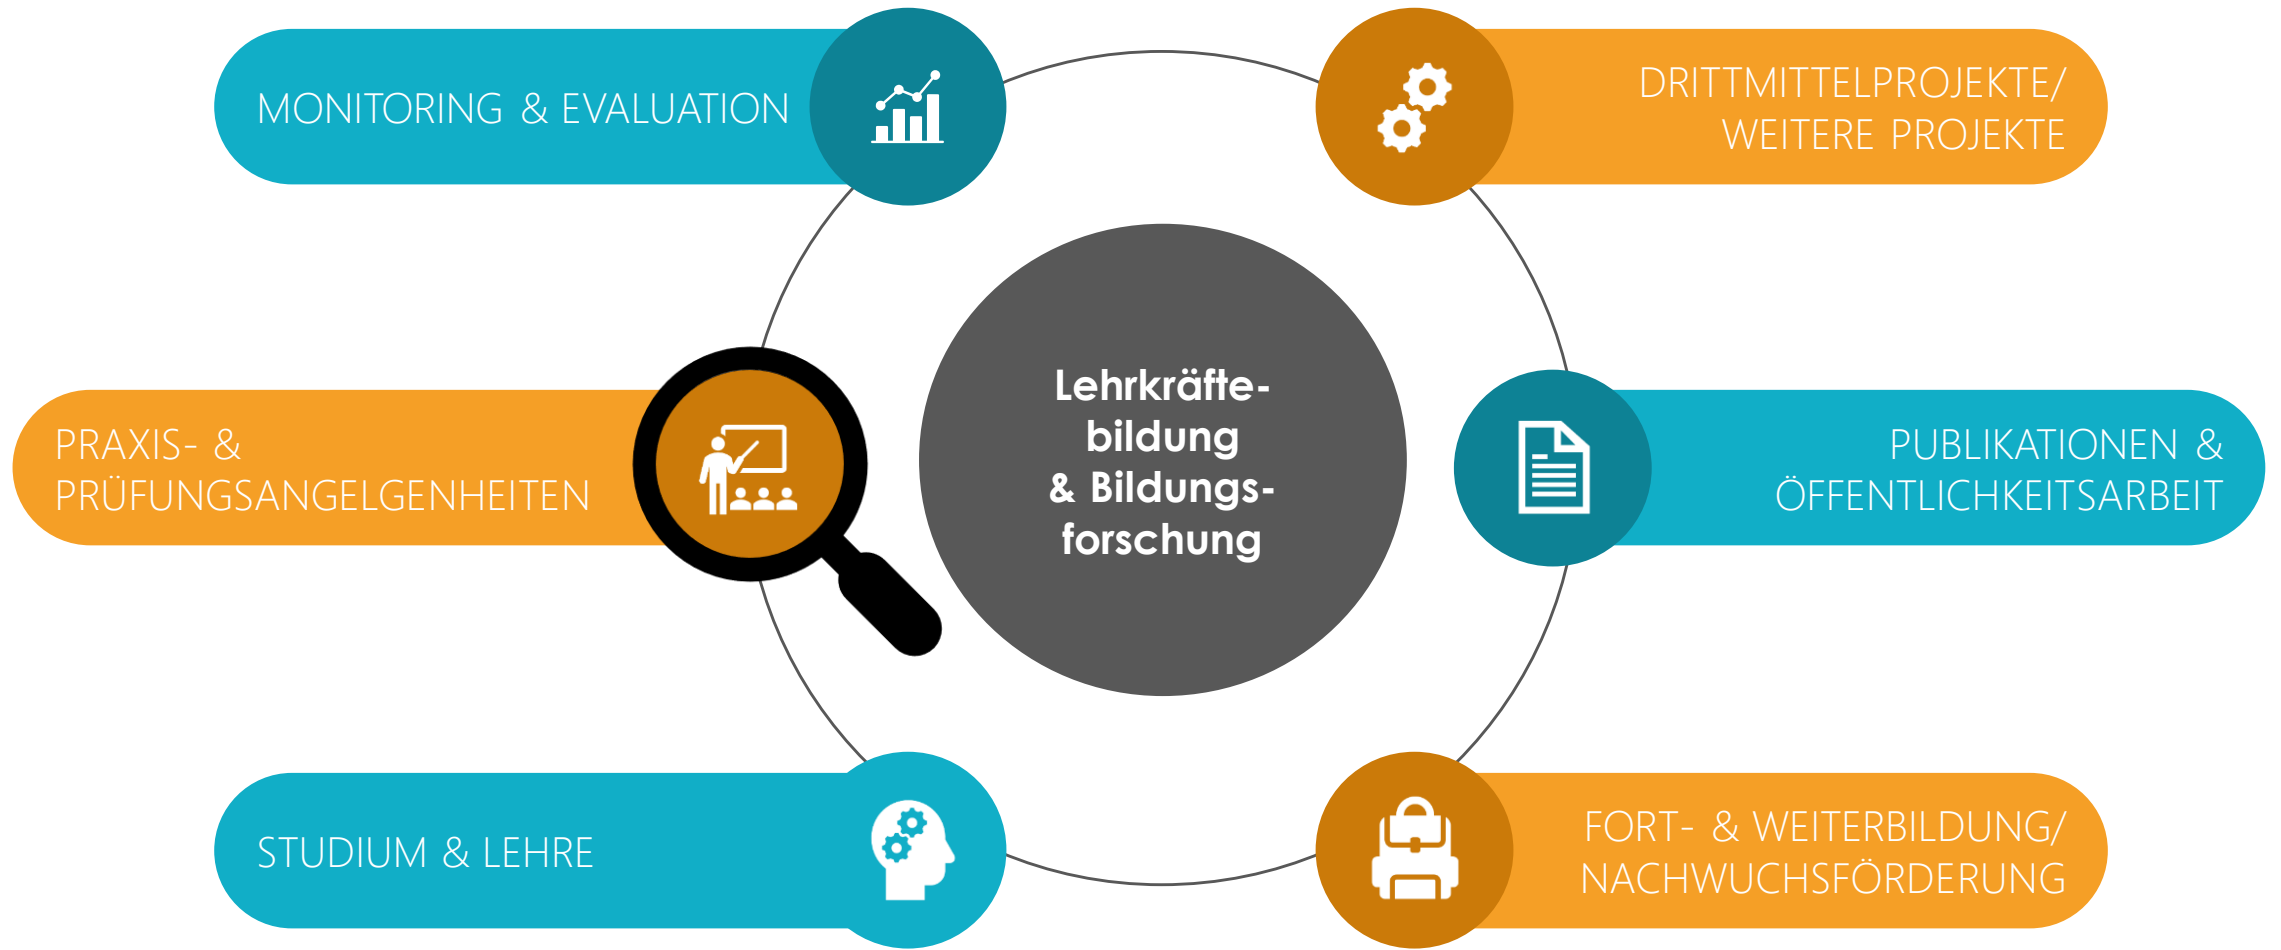 MONITORING & EVALUATION
DRITTMITTELPROJEKTE/
WEITERE PROJEKTE
PRAXIS- &
PRÜFUNGSANGELGENHEITEN
Lehrkräfte-
bildung
& Bildungs-
forschung
PUBLIKATIONEN &
ÖFFENTLICHKEITSARBEIT
STUDIUM & LEHRE
FORT- & WEITERBILDUNG/
NACHWUCHSFÖRDERUNG